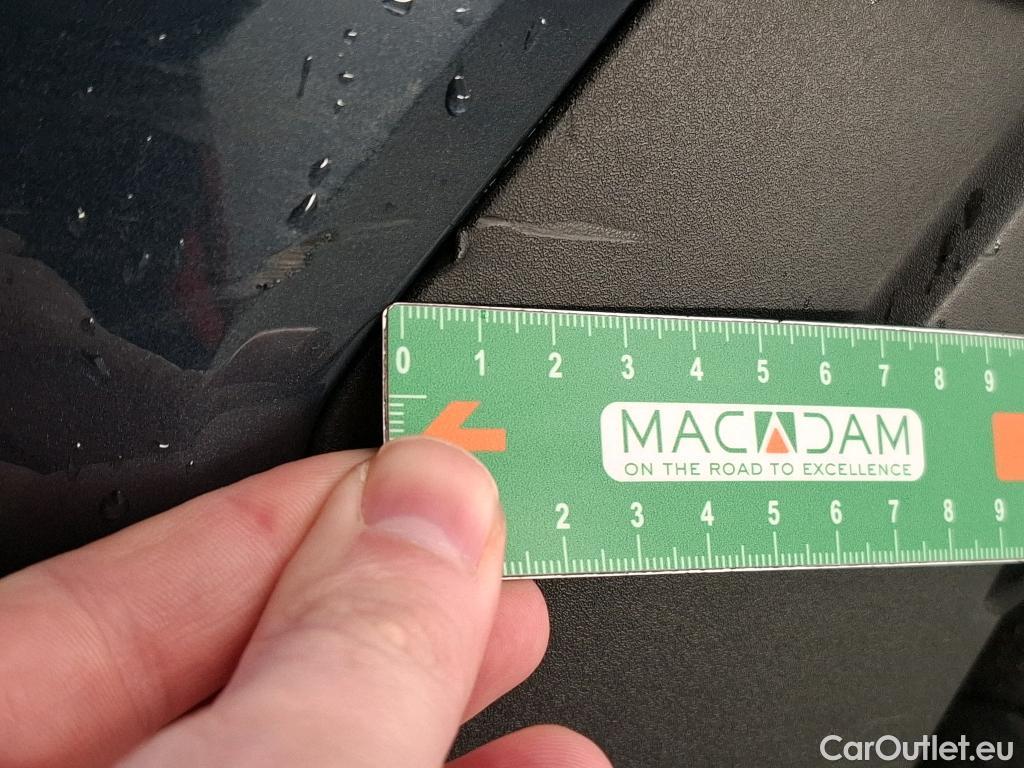 0 1 2 3 4 5 6 7 8 9
MACADAM
ON THE ROAD TO EXCELLENCE
2 3 4 5 6 7 8 9
CarOutlet.eu